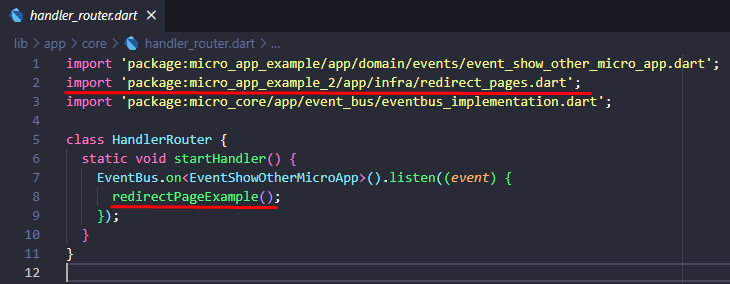 handler_router.dart ×
lib > app > core > handler_router.dart > ...
1 import 'package:micro_app_example/app/domain/events/event_show_other_micro_app.dart';
2 import 'package:micro_app_example_2/app/infra/redirect_pages.dart';
3 import 'package:micro_core/app/event_bus/eventbus_implementation.dart';
4
5 class HandlerRouter {
6   static void startHandler() {
7     EventBus.on<EventShowOtherMicroApp>().listen((event) {
8       redirectPageExample();
9     });
10   }
11 }
12